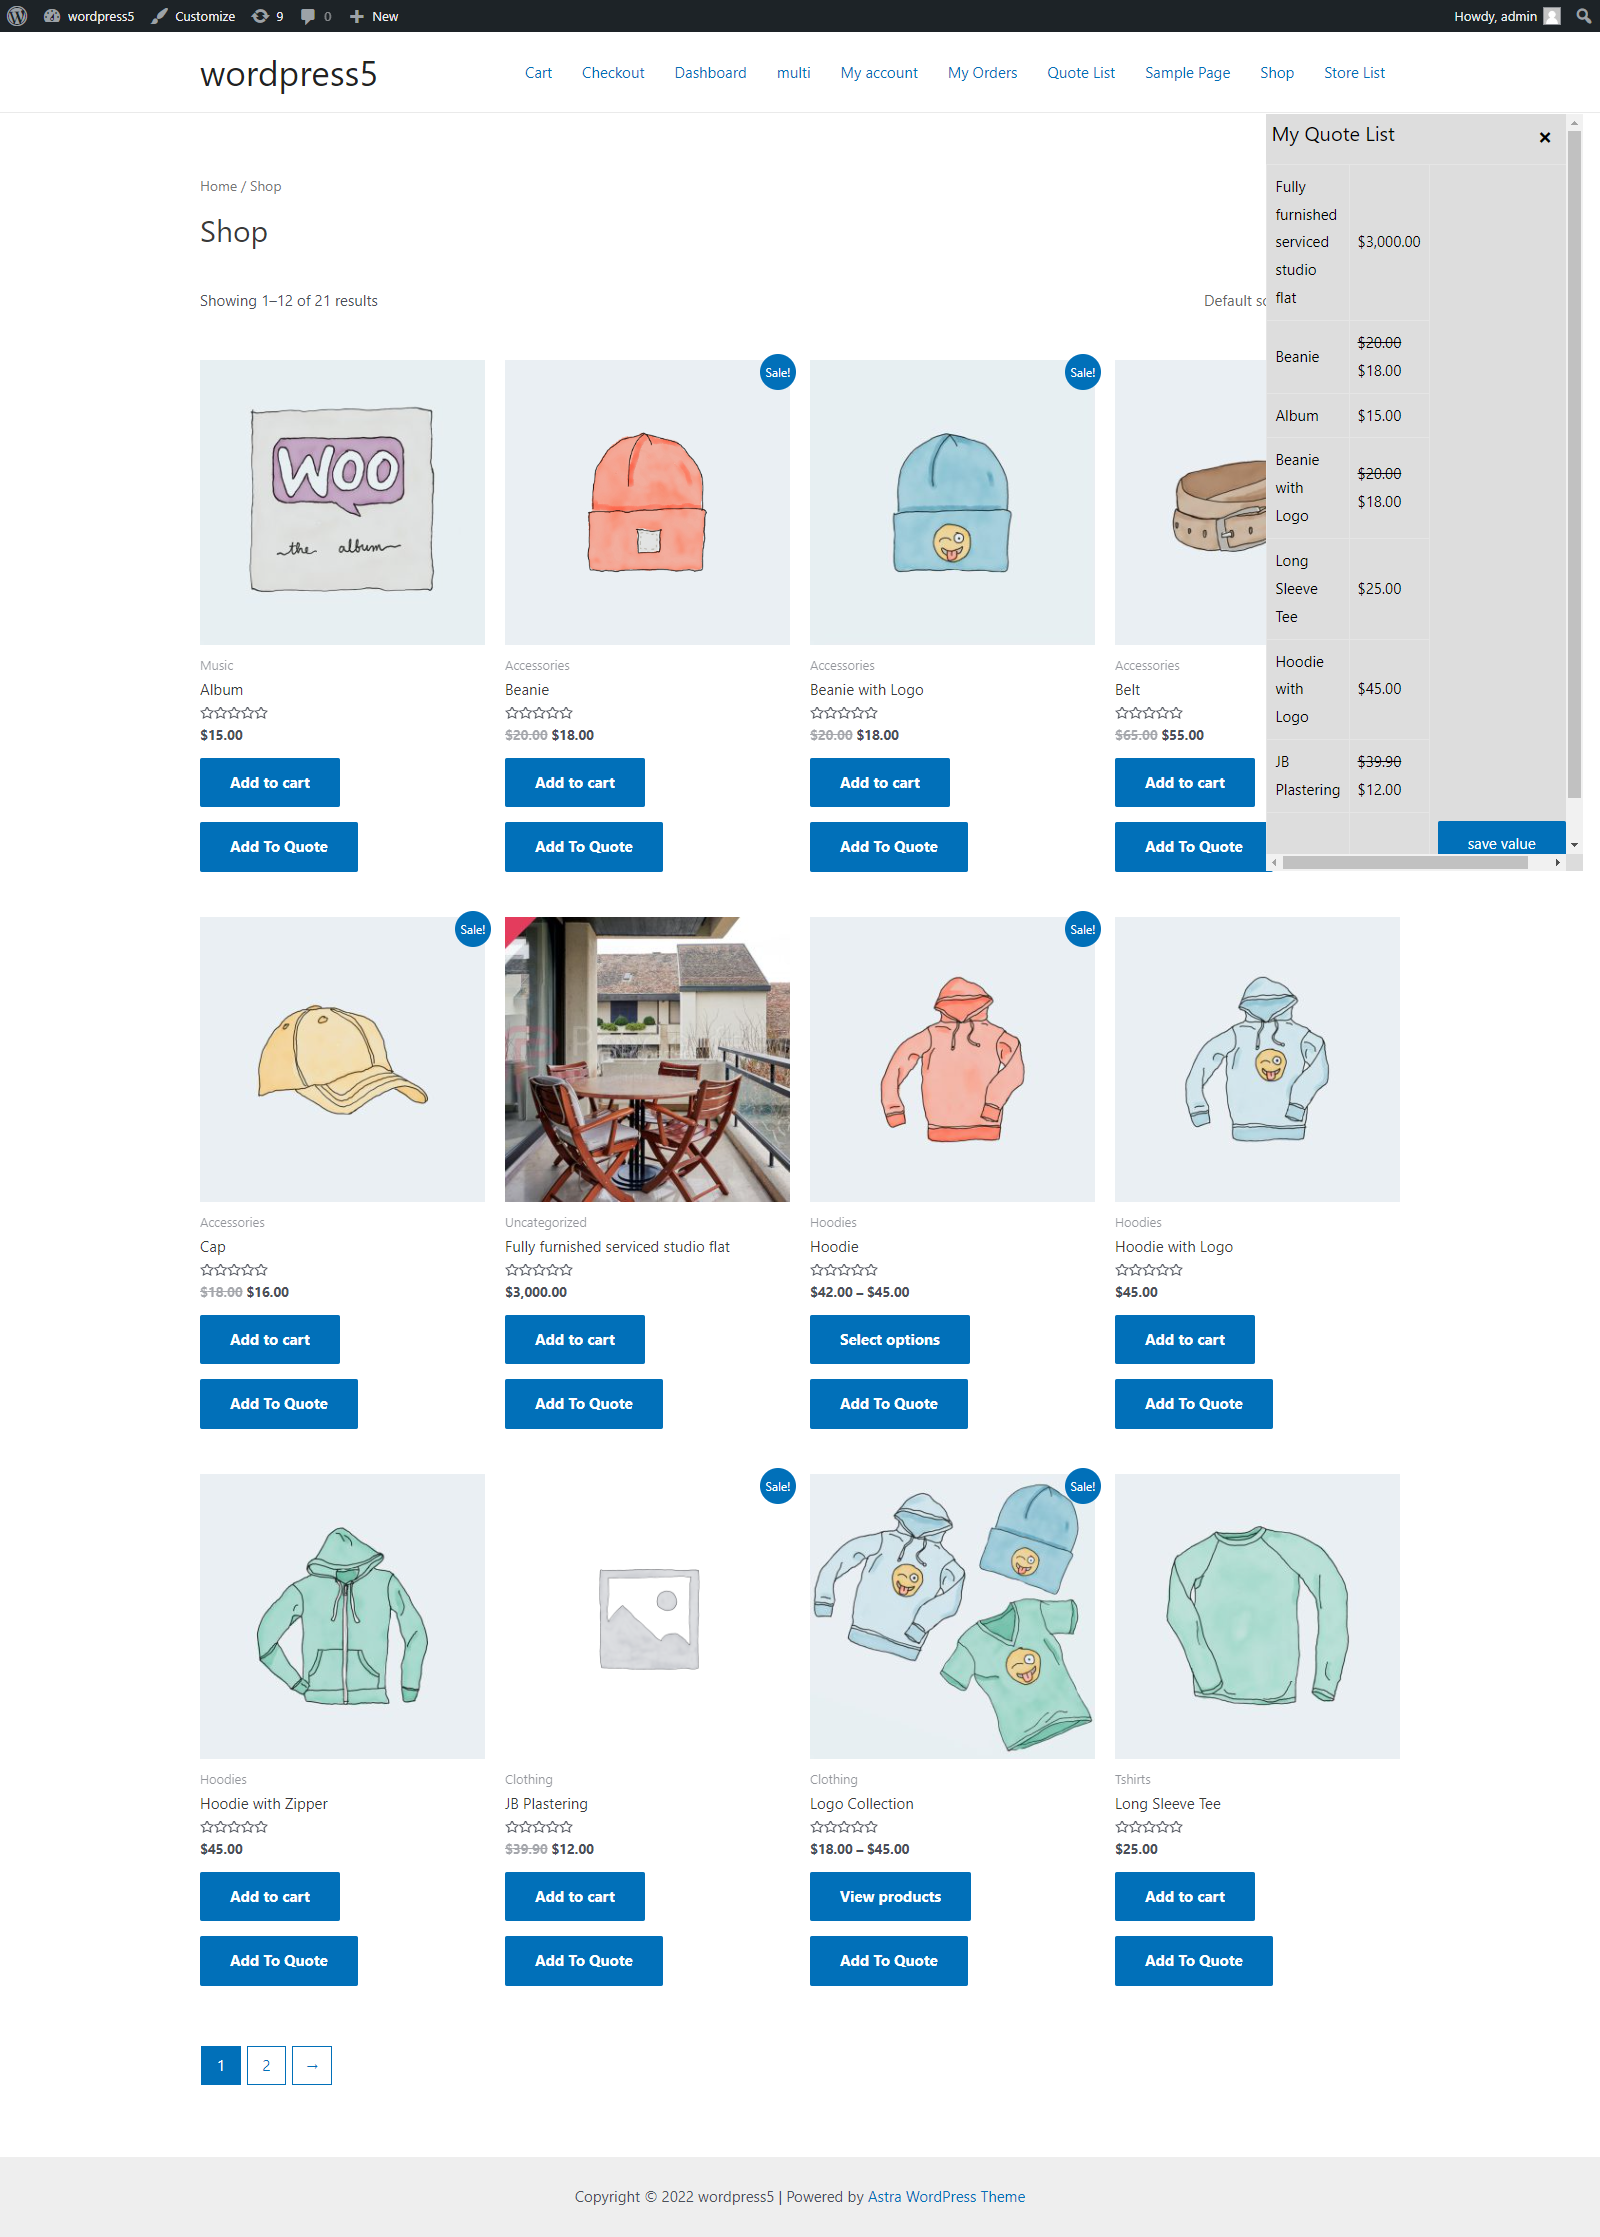 wordpress5 Customize 9 0 New Howdy, admin
wordpress5 Cart Checkout Dashboard multi My account My Orders Quote List Sample Page Shop Store List
Home / Shop
Shop
Showing 1–12 of 21 results
Default so
My Quote List ×
Fully
furnished
serviced
studio
flat
$3,000.00
Beanie
$20.00
$18.00
Album $15.00
Beanie
with
Logo
$20.00
$18.00
Long
Sleeve
Tee
$25.00
Hoodie
with
Logo
$45.00
JB
Plastering
$39.90
$12.00
save value
Sale! Sale!
WOO
the album
Music Accessories Accessories Accessories
Album Beanie Beanie with Logo Belt
$15.00 $20.00 $18.00 $20.00 $18.00 $65.00 $55.00
Add to cart Add to cart Add to cart Add to cart
Add To Quote Add To Quote Add To Quote Add To Quote
Sale! Sale!
Accessories Uncategorized Hoodies Hoodies
Cap Fully furnished serviced studio flat Hoodie Hoodie with Logo
$18.00 $16.00 $3,000.00 $42.00 – $45.00 $45.00
Add to cart Add to cart Select options Add to cart
Add To Quote Add To Quote Add To Quote Add To Quote
Sale! Sale!
Hoodies Clothing Clothing Tshirts
Hoodie with Zipper JB Plastering Logo Collection Long Sleeve Tee
$45.00 $39.90 $12.00 $18.00 – $45.00 $25.00
Add to cart Add to cart View products Add to cart
Add To Quote Add To Quote Add To Quote Add To Quote
1 2 →
Copyright © 2022 wordpress5 | Powered by Astra WordPress Theme